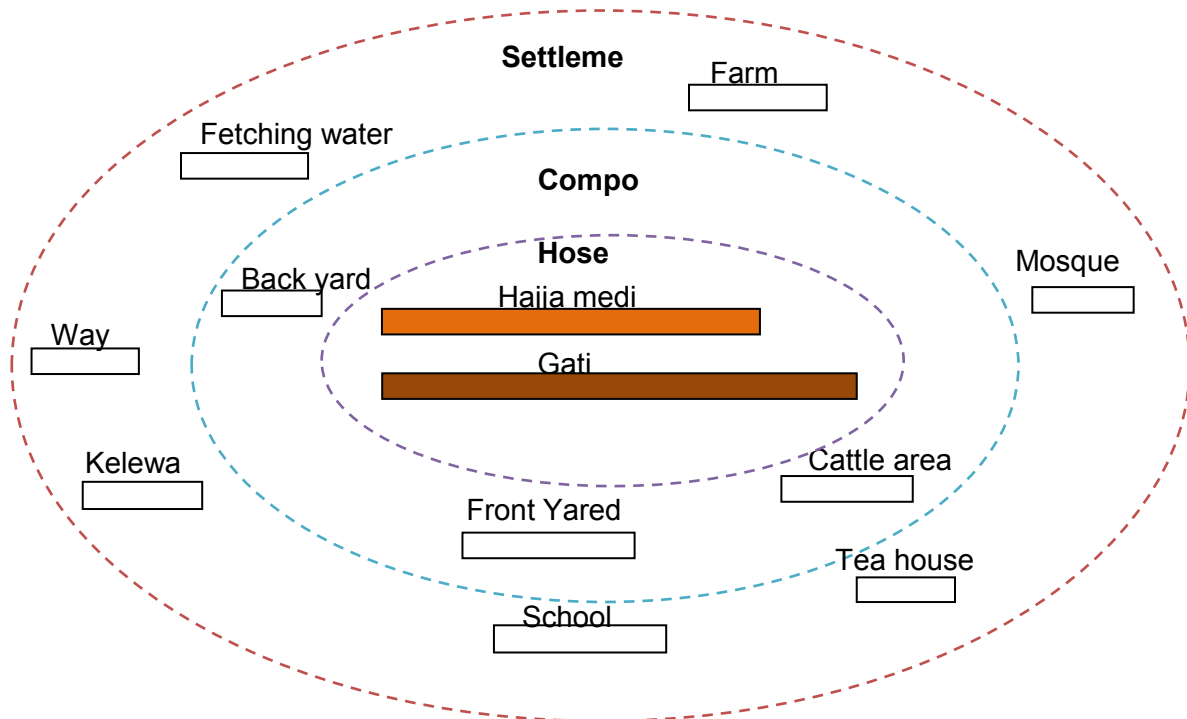 Settleme
Farm
Fetching water
Compo
Hose
Mosque
Back yard
Haiia medi
Way
Gati
Kelewa
Cattle area
Front Yared
Tea house
School